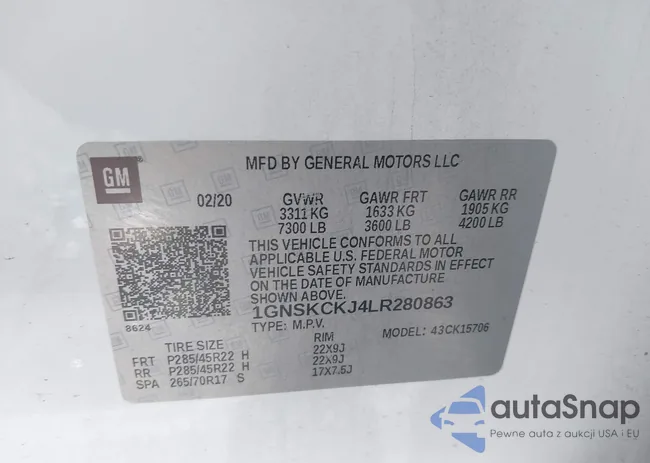 GM
MFD BY GENERAL MOTORS LLC
02/20 GVWR GAWR FRT GAWR RR
3311 KG 1633 KG 1905 KG
7300 LB 3600 LB 4200 LB
THIS VEHICLE CONFORMS TO ALL
APPLICABLE U.S. FEDERAL MOTOR
VEHICLE SAFETY STANDARDS IN EFFECT
ON THE DATE OF MANUFACTURE
SHOWN ABOVE.
8624
1GNSKCKJ4LR280863
TYPE: M.P.V. MODEL: 43CK15706
TIRE SIZE RIM
FRT P285/45R22 H 22X9J
RR P285/45R22 H 22X9J
SPA 265/70R17 S 17X7.5J
autaSnap
Pewne auta z aukcji USA i EU